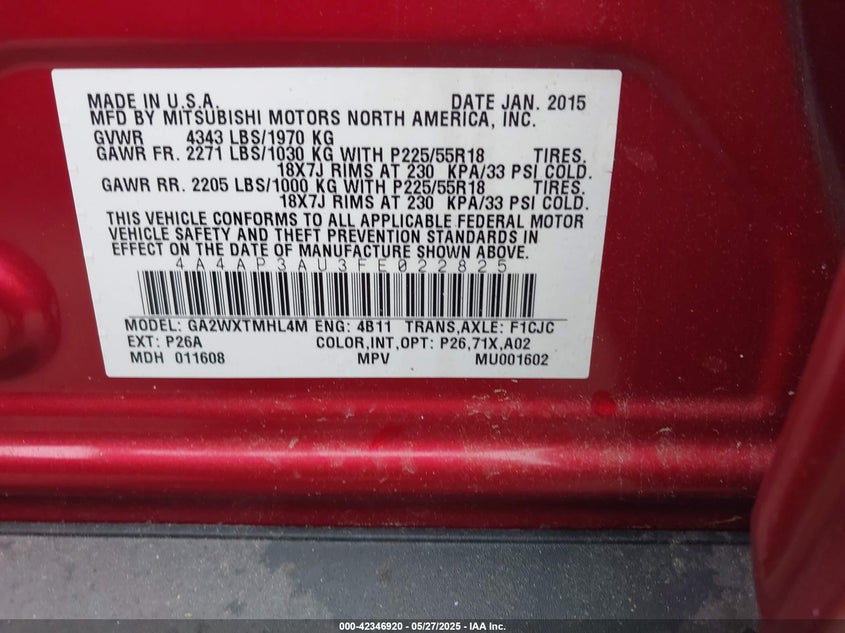 MADE IN U.S.A. DATE JAN. 2015
MFD BY MITSUBISHI MOTORS NORTH AMERICA, INC.
GVWR 4343 LBS/1970 KG
GAWR FR. 2271 LBS/1030 KG WITH P225/55R18 TIRES.
18X7J RIMS AT 230 KPA/33 PSI COLD.
GAWR RR. 2205 LBS/1000 KG WITH P225/55R18 TIRES.
18X7J RIMS AT 230 KPA/33 PSI COLD.
THIS VEHICLE CONFORMS TO ALL APPLICABLE FEDERAL MOTOR
VEHICLE SAFETY AND THEFT PREVENTION STANDARDS IN
EFFECT ON THE DATE OF MANUFACTURE SHOWN ABOVE.
4A4AP3AU3FE022825
MODEL: GA2WXTMHL4M ENG: 4B11 TRANS,AXLE: F1CJC
EXT: P26A COLOR,INT,OPT: P26,71X,A02
MDH 011608 MPV MU001602
000-42346920 | 05/27/2025 - IAA Inc.